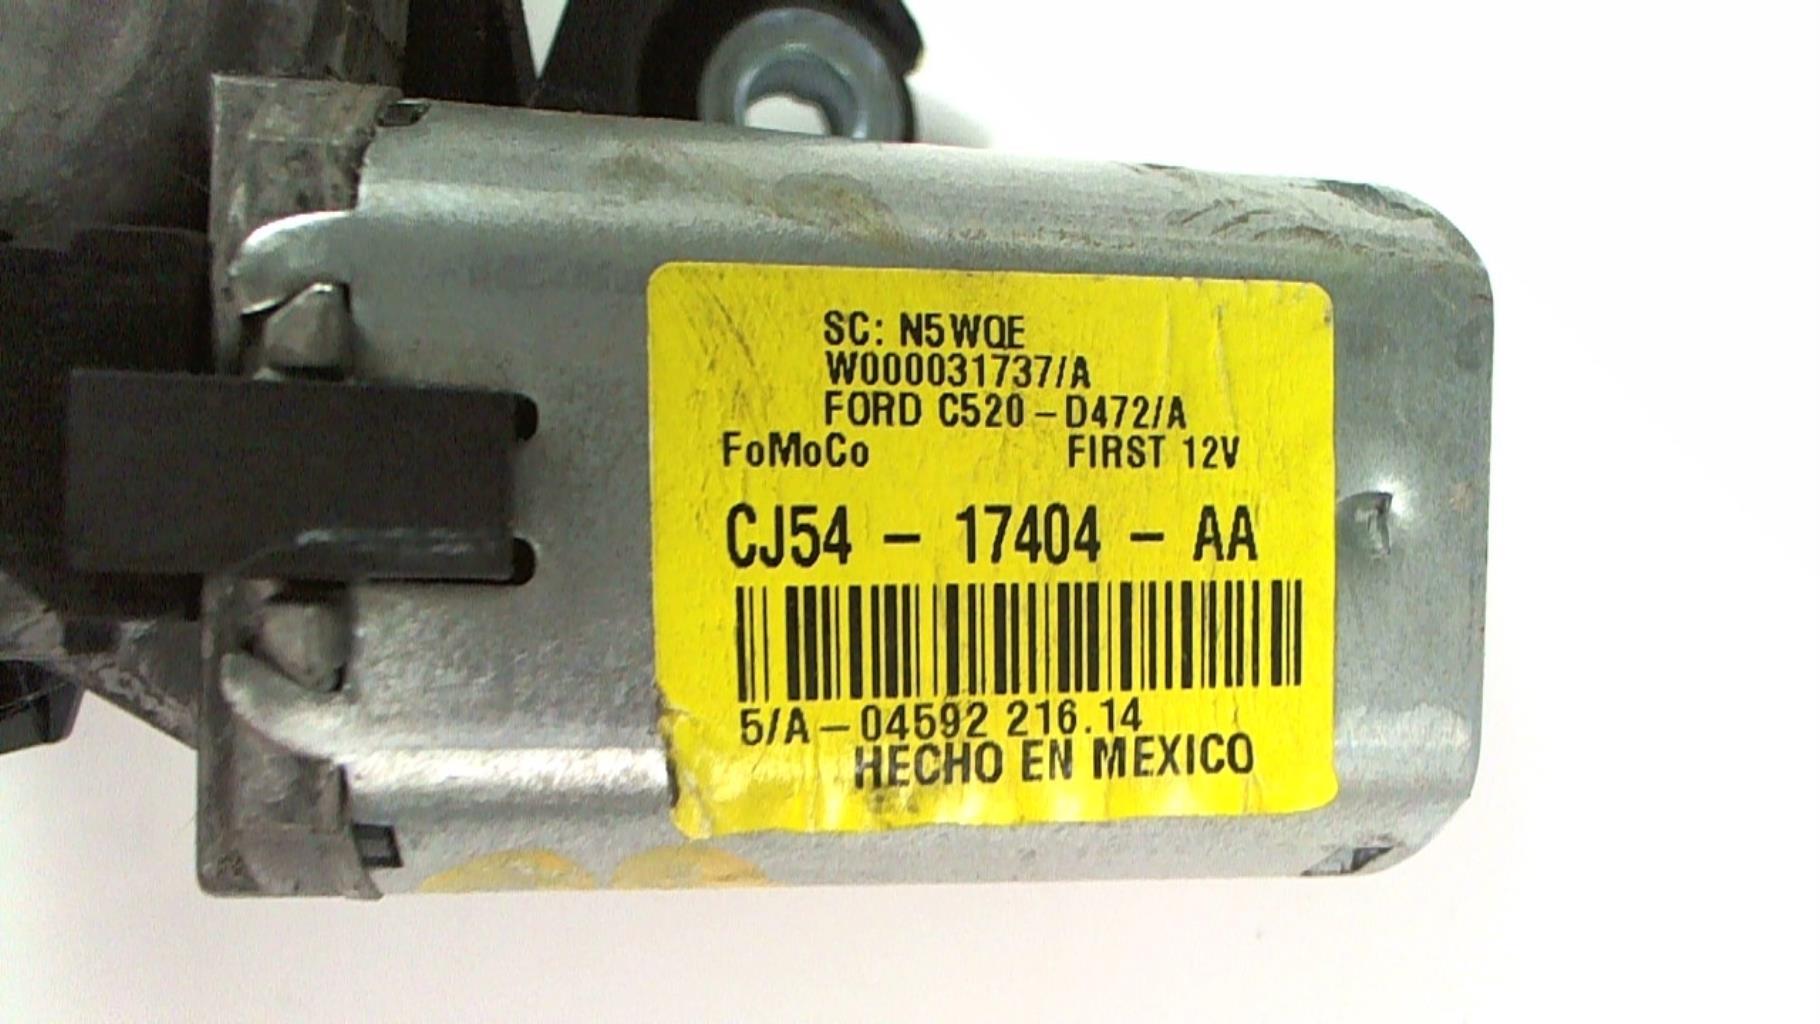 SC: N5WQE
W000031737/A
FORD C520-D472/A
FoMoCo FIRST 12V
CJ54 - 17404 - AA
5/A-04592 216.14
HECHO EN MEXICO